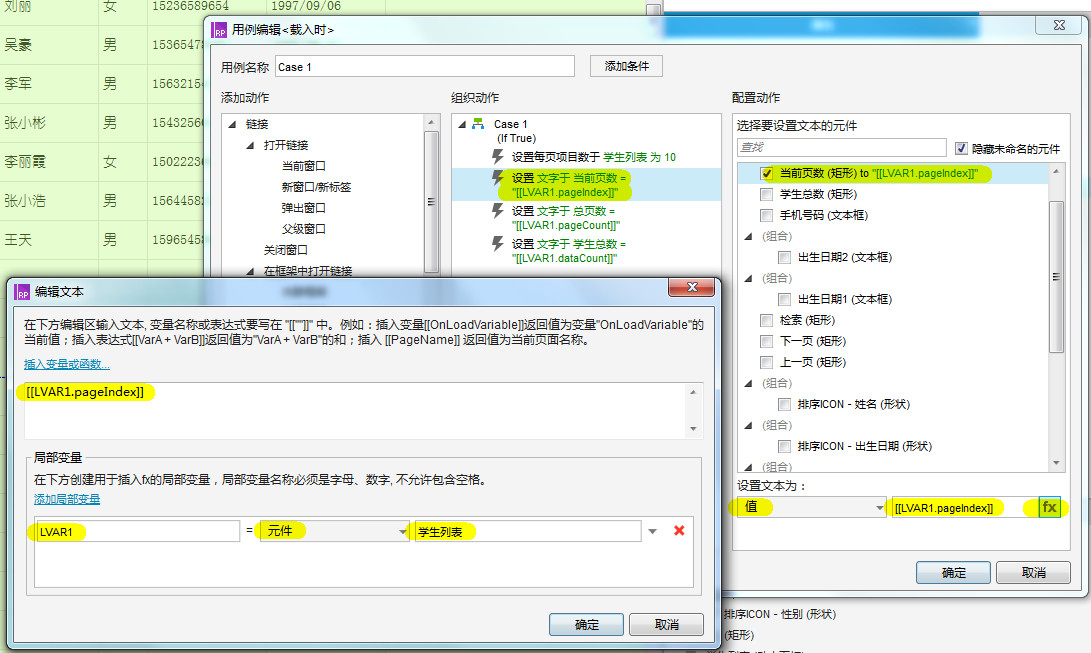 刘丽 女 15236589654 1997/09/06
吴豪 男 1536547
李军 男 1563215
张小彬 男 1543256
李丽霞 女 1502223
张小浩 男 1564458
王天 男 1596545
用例编辑<载入时>
用例名称 Case 1 添加条件
添加动作 组织动作 配置动作
链接
打开链接
当前窗口
新窗口/新标签
弹出窗口
父级窗口
关闭窗口
在框架中打开链接
Case 1
(If True)
设置每页项目数于 学生列表 为 10
设置 文字于 当前页数 =
"[[LVAR1.pageIndex]]"
设置 文字于 总页数 =
"[[LVAR1.pageCount]]"
设置 文字于 学生总数 =
"[[LVAR1.dataCount]]"
选择要设置文本的元件
查找 隐藏未命名的元件
当前页数 (矩形) to "[[LVAR1.pageIndex]]"
学生总数 (矩形)
手机号码 (文本框)
(组合)
出生日期2 (文本框)
(组合)
出生日期1 (文本框)
检索 (矩形)
下一页 (矩形)
上一页 (矩形)
(组合)
排序ICON - 姓名 (形状)
(组合)
排序ICON - 出生日期 (形状)
(组合)
设置文本为：
值 [[LVAR1.pageIndex]] fx
确定 取消
编辑文本
在下方编辑区输入文本, 变量名称或表达式要写在 "[[""]]" 中。例如：插入变量[[OnLoadVariable]]返回值为变量"OnLoadVariable"的
当前值；插入表达式[[VarA + VarB]]返回值为"VarA + VarB"的和；插入 [[PageName]] 返回值为当前页面名称。
插入变量或函数...
[[LVAR1.pageIndex]]
局部变量
在下方创建用于插入fx的局部变量，局部变量名称必须是字母、数字, 不允许包含空格。
添加局部变量
LVAR1 = 元件 学生列表
确定 取消
排序ICON - 性别 (形状)
(矩形)